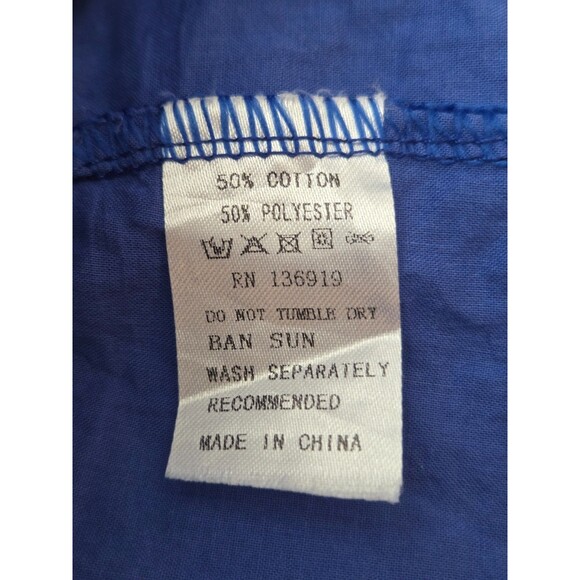 50% COTTON
50% POLYESTER
RN 136919
DO NOT TUMBLE DRY
BAN SUN
WASH SEPARATELY
RECOMMENDED
MADE IN CHINA